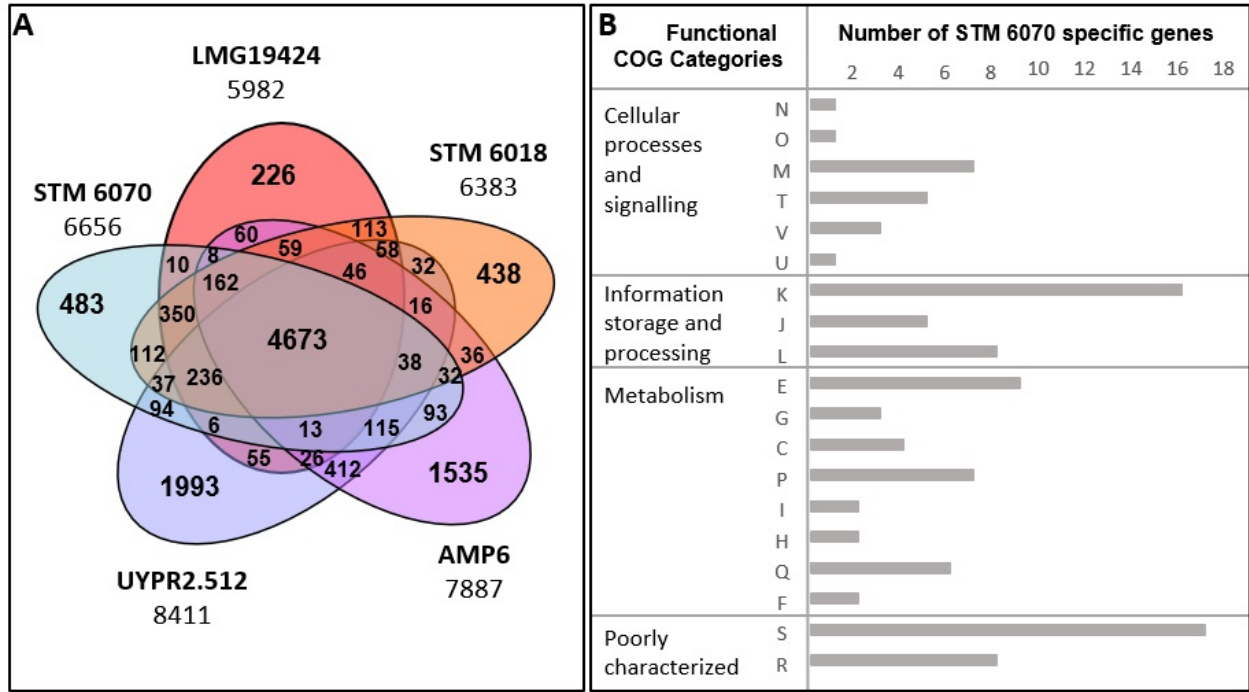 A
LMG19424
5982
STM 6018
6383
STM 6070
6656
226
60
113
8
59
58
10
46
32
438
162
483
16
350
4673
112
38
36
37
236
32
94
93
6
13
115
55
26
412
1993
1535
AMP6
7887
UYPR2.512
8411
B
Functional
COG Categories
Number of STM 6070 specific genes
2 4 6 8 10 12 14 16 18
Cellular
processes
and
signalling
N
O
M
T
V
U
Information
storage and
processing
K
J
L
Metabolism
E
G
C
P
I
H
Q
F
Poorly
characterized
S
R